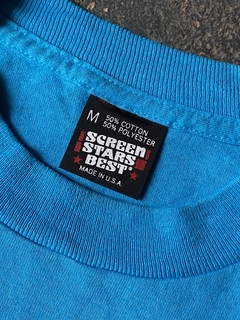 M
50% COTTON
50% POLYESTER
SCREEN
STARS
BEST®
MADE IN U.S.A.